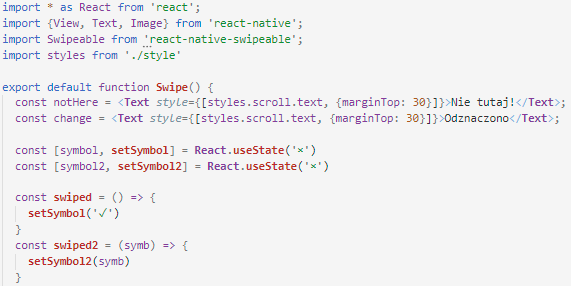 import * as React from 'react';
import {View, Text, Image} from 'react-native';
import Swipeable from 'react-native-swipeable';
import styles from './style'

export default function Swipe() {
  const notHere = <Text style={[styles.scroll.text, {marginTop: 30}]}>Nie tutaj!</Text>;
  const change = <Text style={[styles.scroll.text, {marginTop: 30}]}>Odznaczono</Text>;

  const [symbol, setSymbol] = React.useState('×')
  const [symbol2, setSymbol2] = React.useState('×')

  const swiped = () => {
    setSymbol('✓')
  }
  const swiped2 = (symb) => {
    setSymbol2(symb)
  }